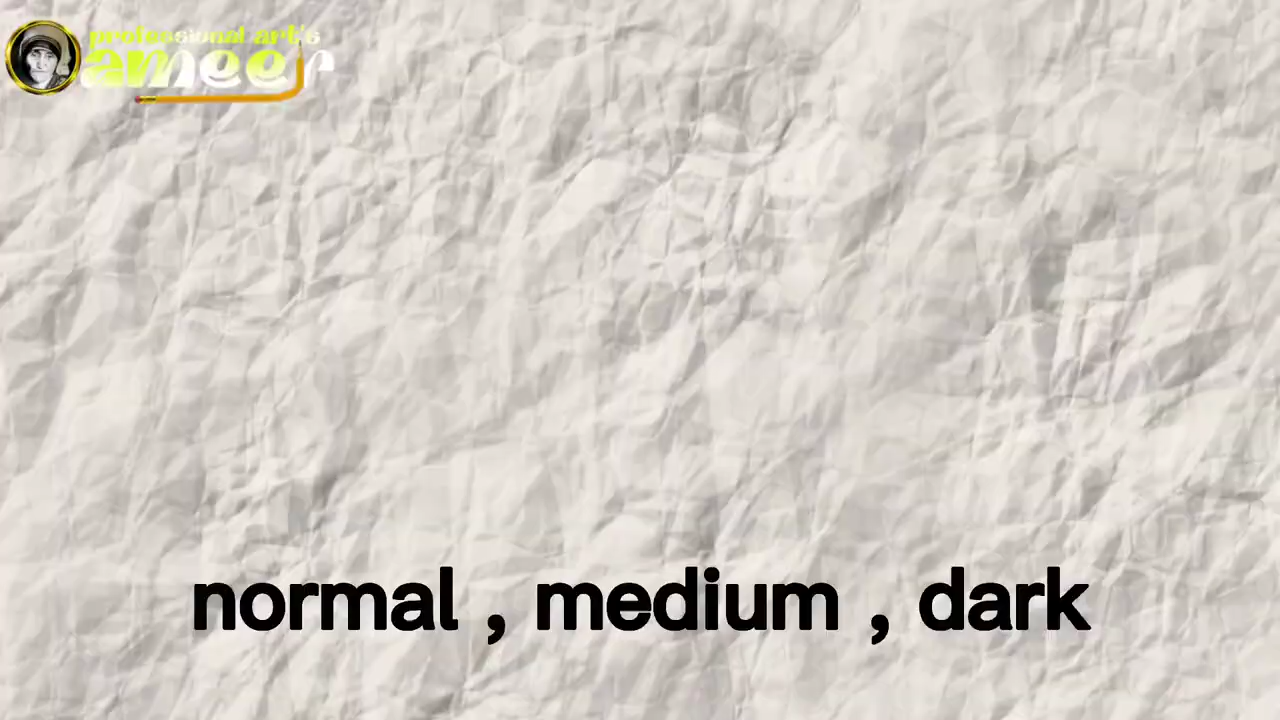 professional art's
ameer
normal , medium , dark